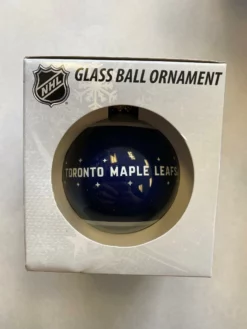 NHL
GLASS BALL ORNAMENT
TORONTO MAPLE LEAFS